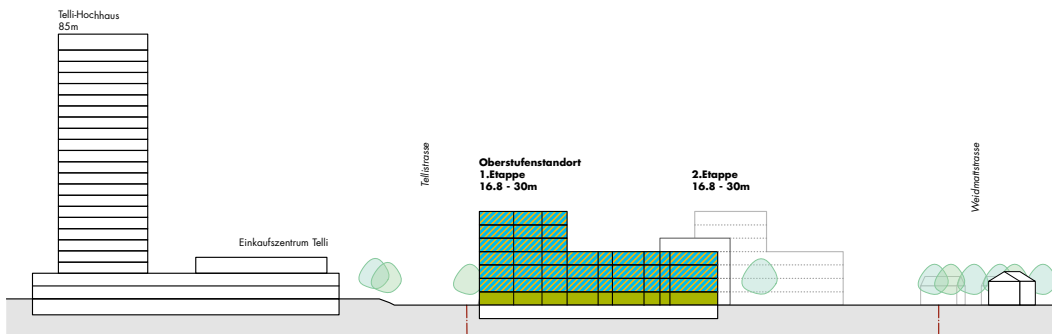 Telli-Hochhaus
85m
Tellistrasse
Oberstufenstandort
1.Etappe
16.8 - 30m
2.Etappe
16.8 - 30m
Weidmattstrasse
Einkaufszentrum Telli